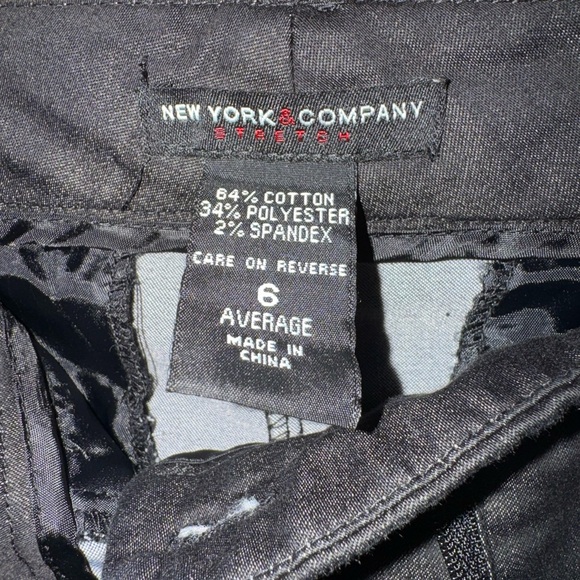 NEW YORK & COMPANY
STRETCH
64% COTTON
34% POLYESTER
2% SPANDEX
CARE ON REVERSE
6
AVERAGE
MADE IN
CHINA